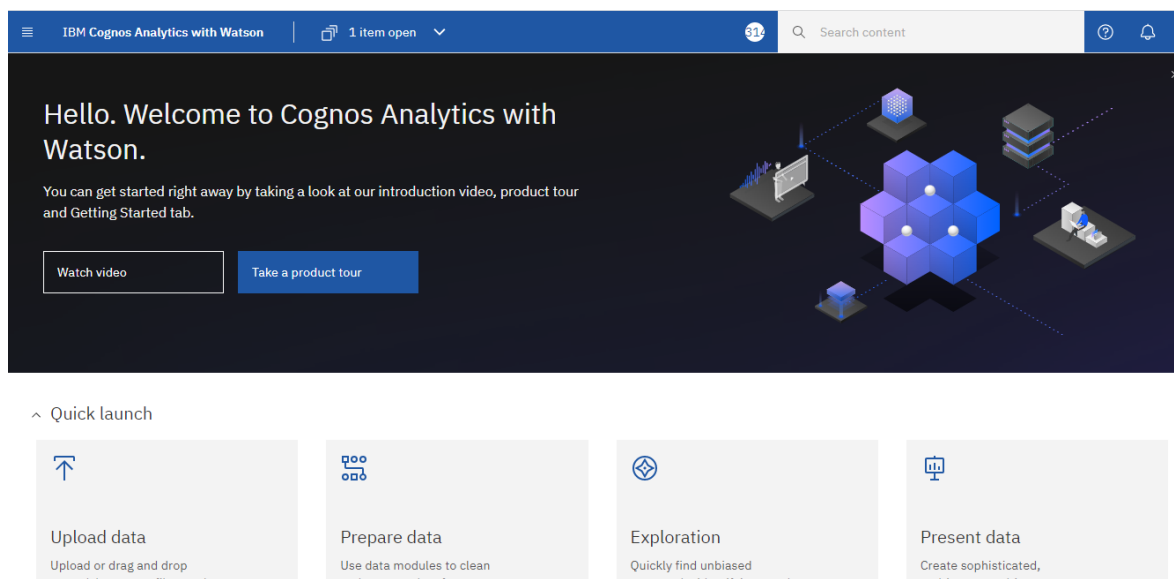 IBM Cognos Analytics with Watson
1 item open
314
Search content
Hello. Welcome to Cognos Analytics with
Watson.
You can get started right away by taking a look at our introduction video, product tour
and Getting Started tab.
Watch video
Take a product tour
Quick launch
Upload data
Upload or drag and drop
Prepare data
Use data modules to clean
Exploration
Quickly find unbiased
Present data
Create sophisticated,